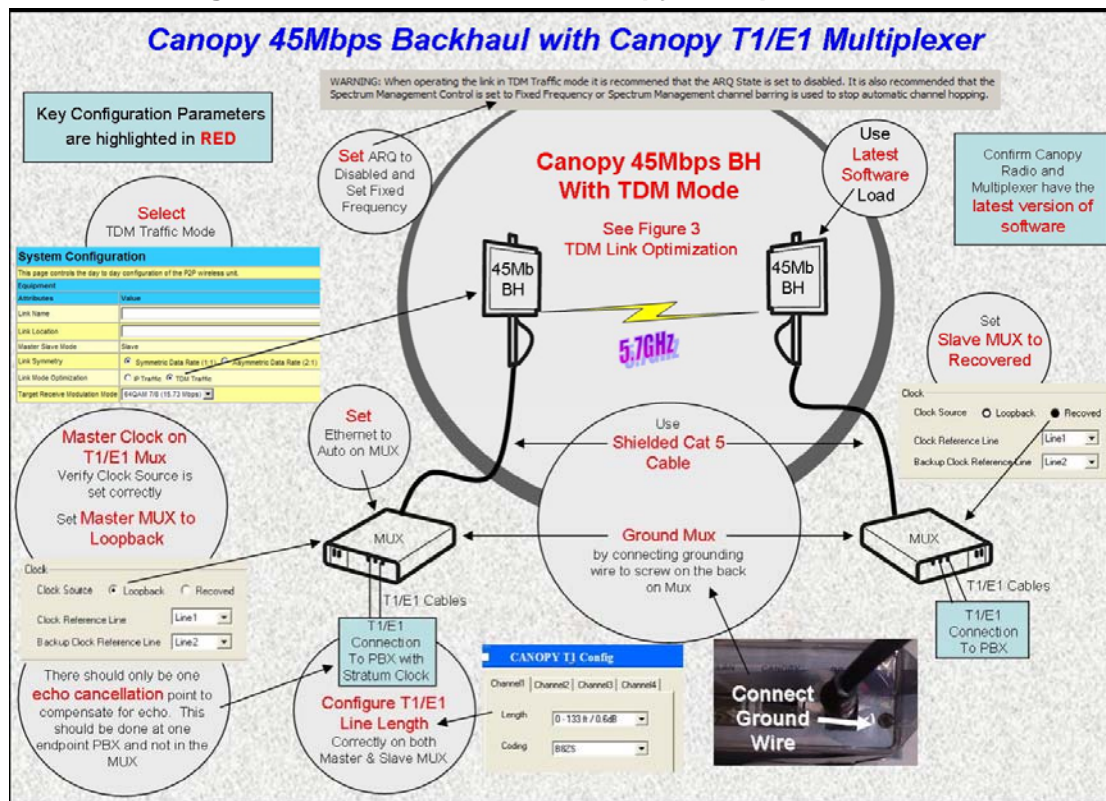 Canopy 45Mbps Backhaul with Canopy T1/E1 Multiplexer
WARNING: When operating the link in TDM Traffic mode it is recommened that the ARQ State is set to disabled. It is also recommended that the
Spectrum Management Control is set to Fixed Frequency or Spectrum Management channel barring is used to stop automatic channel hopping.
Key Configuration Parameters
are highlighted in RED
Set ARQ to
Disabled and
Set Fixed
Frequency
Canopy 45Mbps BH
With TDM Mode
See Figure 3
TDM Link Optimization
Use
Latest
Software
Load
Confirm Canopy
Radio and
Multiplexer have the
latest version of
software
Select
TDM Traffic Mode
System Configuration
This page controls the day to day configuration of the P2P wireless unit.
Equipment
Attributes Value
Link Name
Link Location
Master Slave Mode Slave
Link Symmetry Symmetric Data Rate (1:1) Asymmetric Data Rate (2:1)
Link Mode Optimization IP Traffic TDM Traffic
Target Receive Modulation Mode 64QAM 7/8 (15.73 Mbps)
45Mb
BH
45Mb
BH
5.7GHz
Set
Slave MUX to
Recovered
Clock
Clock Source Loopback Recoved
Clock Reference Line Line1
Backup Clock Reference Line Line2
Master Clock on
T1/E1 Mux
Verify Clock Source is
set correctly
Set Master MUX to
Loopback
Set
Ethernet to
Auto on MUX
Use
Shielded Cat 5
Cable
Ground Mux
by connecting grounding
wire to screw on the back
on Mux
MUX
MUX
Clock
Clock Source Loopback Recoved
Clock Reference Line Line1
Backup Clock Reference Line Line2
T1/E1 Cable's
T1/E1
Connection
To PBX with
Stratum Clock
T1/E1 Cables
T1/E1
Connection
To PBX
There should only be one
echo cancellation point to
compensate for echo. This
should be done at one
endpoint PBX and not in the
MUX
Configure T1/E1
Line Length
Correctly on both
Master & Slave MUX
CANOPY T1 Config
Channel1 Channel2 Channel3 Channel4
Length 0 - 133 ft / 0.6dB
Coding B8ZS
Connect
Ground
Wire